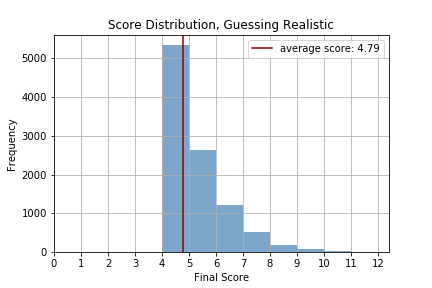 Score Distribution, Guessing Realistic
average score: 4.79
5000
4000
3000
2000
1000
0
Frequency
0 1 2 3 4 5 6 7 8 9 10 11 12
Final Score